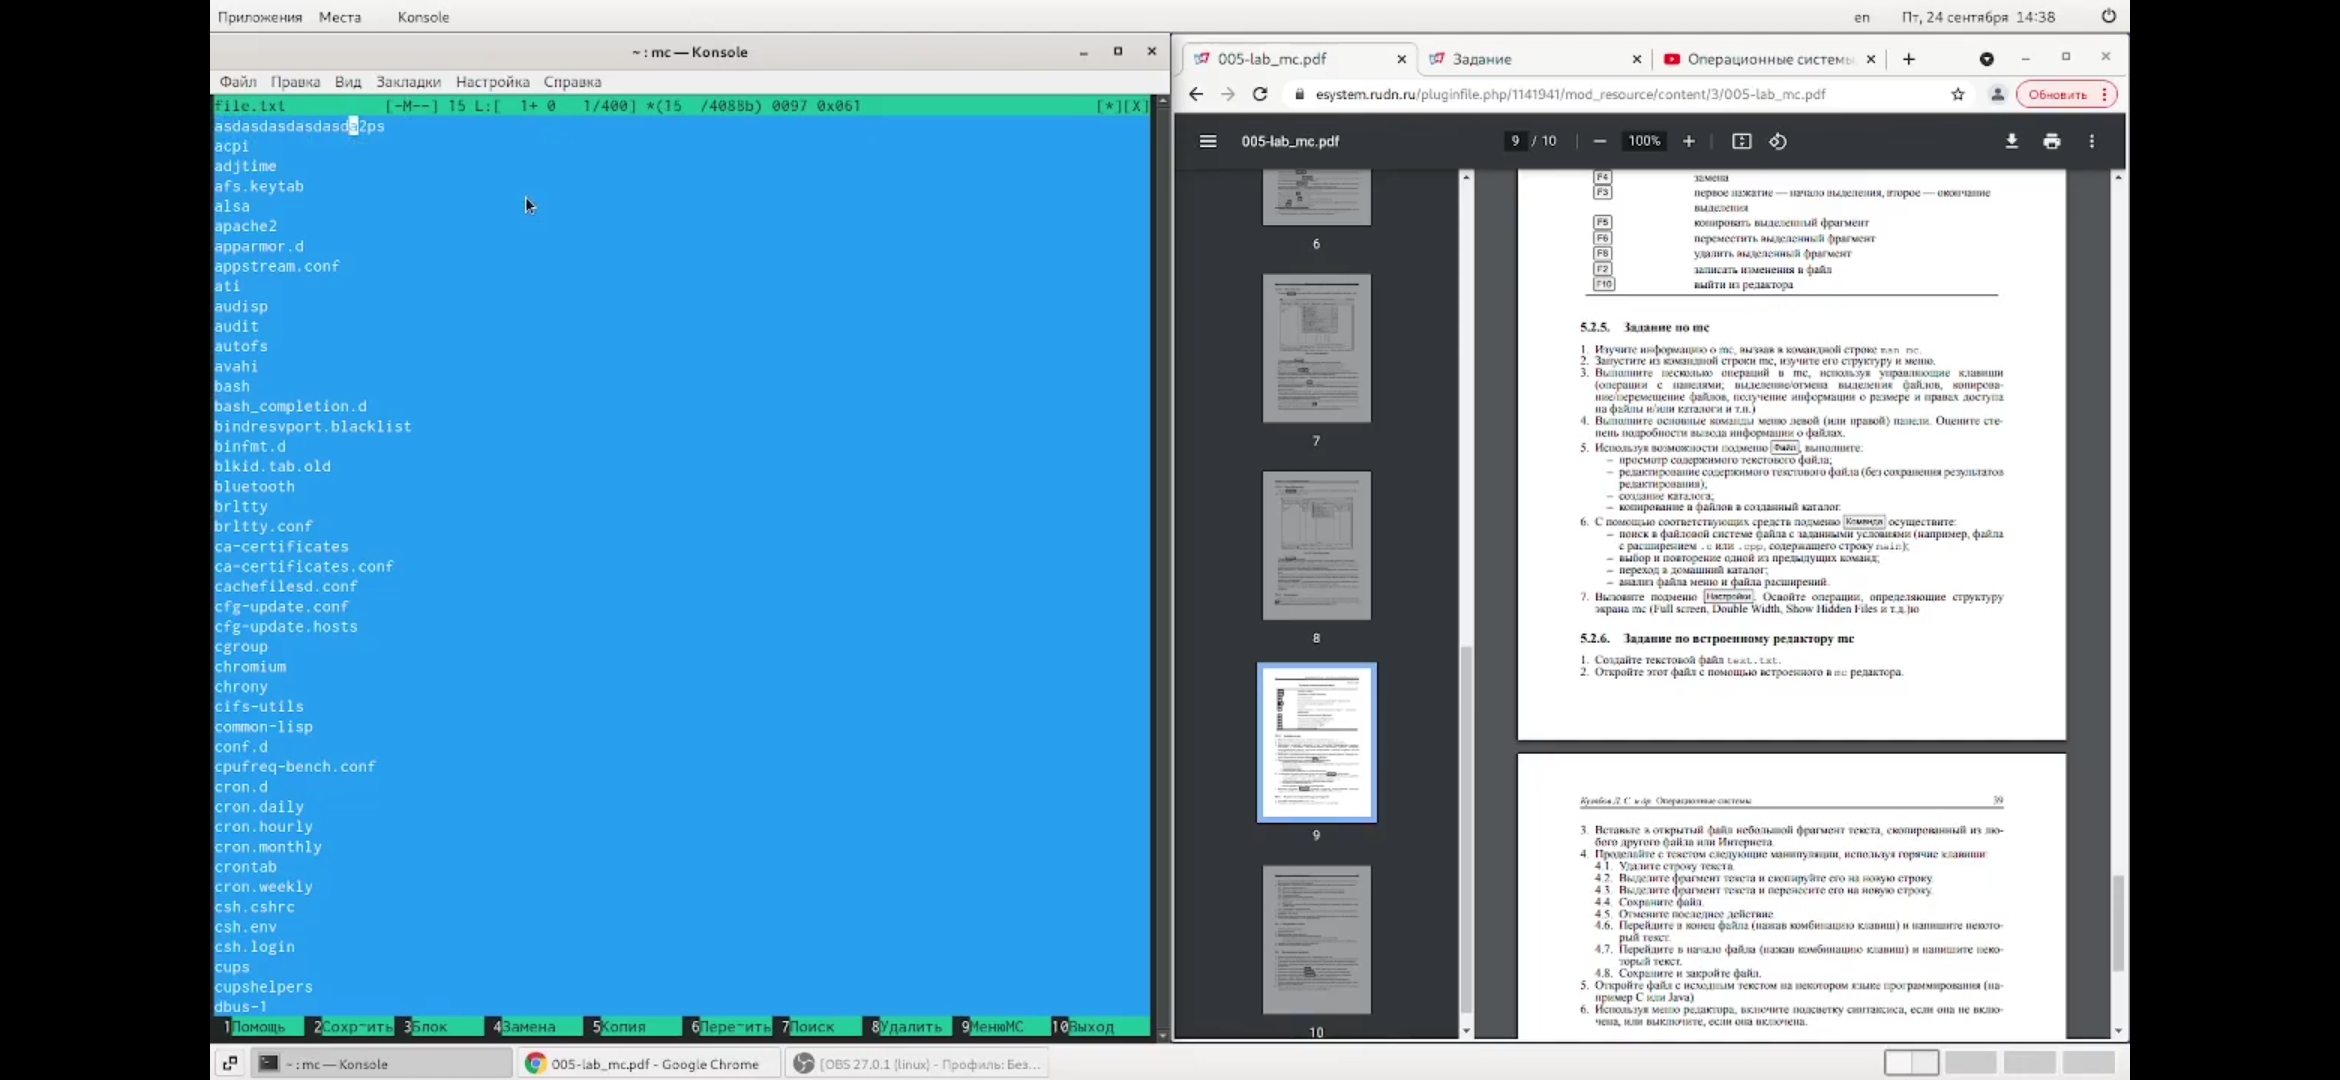 Приложения Места Konsole
en Пт, 24 сентября 14:38
~ : mc — Konsole
Файл Правка Вид Закладки Настройка Справка
file.txt [-M--] 15 L:[ 1+ 0 1/400] *(15 /4088b) 0097 0x061 [*][X]
asdasdasdasdasda2ps
acpi
adjtime
afs.keytab
alsa
apache2
apparmor.d
appstream.conf
ati
audisp
audit
autofs
avahi
bash
bash_completion.d
bindresvport.blacklist
binfmt.d
blkid.tab.old
bluetooth
brltty
brltty.conf
ca-certificates
ca-certificates.conf
cachefilesd.conf
cfg-update.conf
cfg-update.hosts
cgroup
chromium
chrony
cifs-utils
common-lisp
conf.d
cpufreq-bench.conf
cron.d
cron.daily
cron.hourly
cron.monthly
crontab
cron.weekly
csh.cshrc
csh.env
csh.login
cups
cupshelpers
dbus-1
1Помощь 2Сохр~ить 3Блок 4Замена 5Копия 6Пере~ить 7Поиск 8Удалить 9МенюМС 10Выход
005-lab_mc.pdf
Задание
Операционные системы
esystem.rudn.ru/pluginfile.php/1141941/mod_resource/content/3/005-lab_mc.pdf
Обновить
005-lab_mc.pdf
9 / 10
100%
6
7
8
9
10
F4 замена
F3 первое нажатие — начало выделения, второе — окончание
выделения
F5 копировать выделенный фрагмент
F6 переместить выделенный фрагмент
F8 удалить выделенный фрагмент
F2 записать изменения в файл
F10 выйти из редактора
5.2.5. Задание по mc
1. Изучите информацию о mc, вызвав в командной строке man mc.
2. Запустите из командной строки mc, изучите его структуру и меню.
3. Выполните несколько операций в mc, используя управляющие клавиши
(операции с панелями; выделение/отмена выделения файлов, копирова-
ние/перемещение файлов, получение информации о размере и правах доступа
на файлы и/или каталоги и т.п.)
4. Выполните основные команды меню левой (или правой) панели. Оцените сте-
пень подробности вывода информации о файлах.
5. Используя возможности подменю Файл, выполните:
– просмотр содержимого текстового файла;
– редактирование содержимого текстового файла (без сохранения результатов
редактирования);
– создание каталога;
– копирование в файлов в созданный каталог.
6. С помощью соответствующих средств подменю Команда осуществите:
– поиск в файловой системе файла с заданными условиями (например, файла
с расширением .c или .cpp, содержащего строку main);
– выбор и повторение одной из предыдущих команд;
– переход в домашний каталог;
– анализ файла меню и файла расширений.
7. Вызовите подменю Настройки. Освойте операции, определяющие структуру
экрана mc (Full screen, Double Width, Show Hidden Files и т.д.)ю
5.2.6. Задание по встроенному редактору mc
1. Создайте текстовой файл text.txt.
2. Откройте этот файл с помощью встроенного в mc редактора.
Кулябов Д. С. и др. Операционные системы 39
3. Вставьте в открытый файл небольшой фрагмент текста, скопированный из лю-
бого другого файла или Интернета.
4. Проделайте с текстом следующие манипуляции, используя горячие клавиши:
4.1. Удалите строку текста.
4.2. Выделите фрагмент текста и скопируйте его на новую строку.
4.3. Выделите фрагмент текста и перенесите его на новую строку.
4.4. Сохраните файл.
4.5. Отмените последнее действие.
4.6. Перейдите в конец файла (нажав комбинацию клавиш) и напишите некото-
рый текст.
4.7. Перейдите в начало файла (нажав комбинацию клавиш) и напишите неко-
торый текст.
4.8. Сохраните и закройте файл.
5. Откройте файл с исходным текстом на некотором языке программирования (на-
пример C или Java)
6. Используя меню редактора, включите подсветку синтаксиса, если она не вклю-
чена, или выключите, если она включена.
~ : mc — Konsole
005-lab_mc.pdf - Google Chrome
[OBS 27.0.1 (linux) - Профиль: Без...